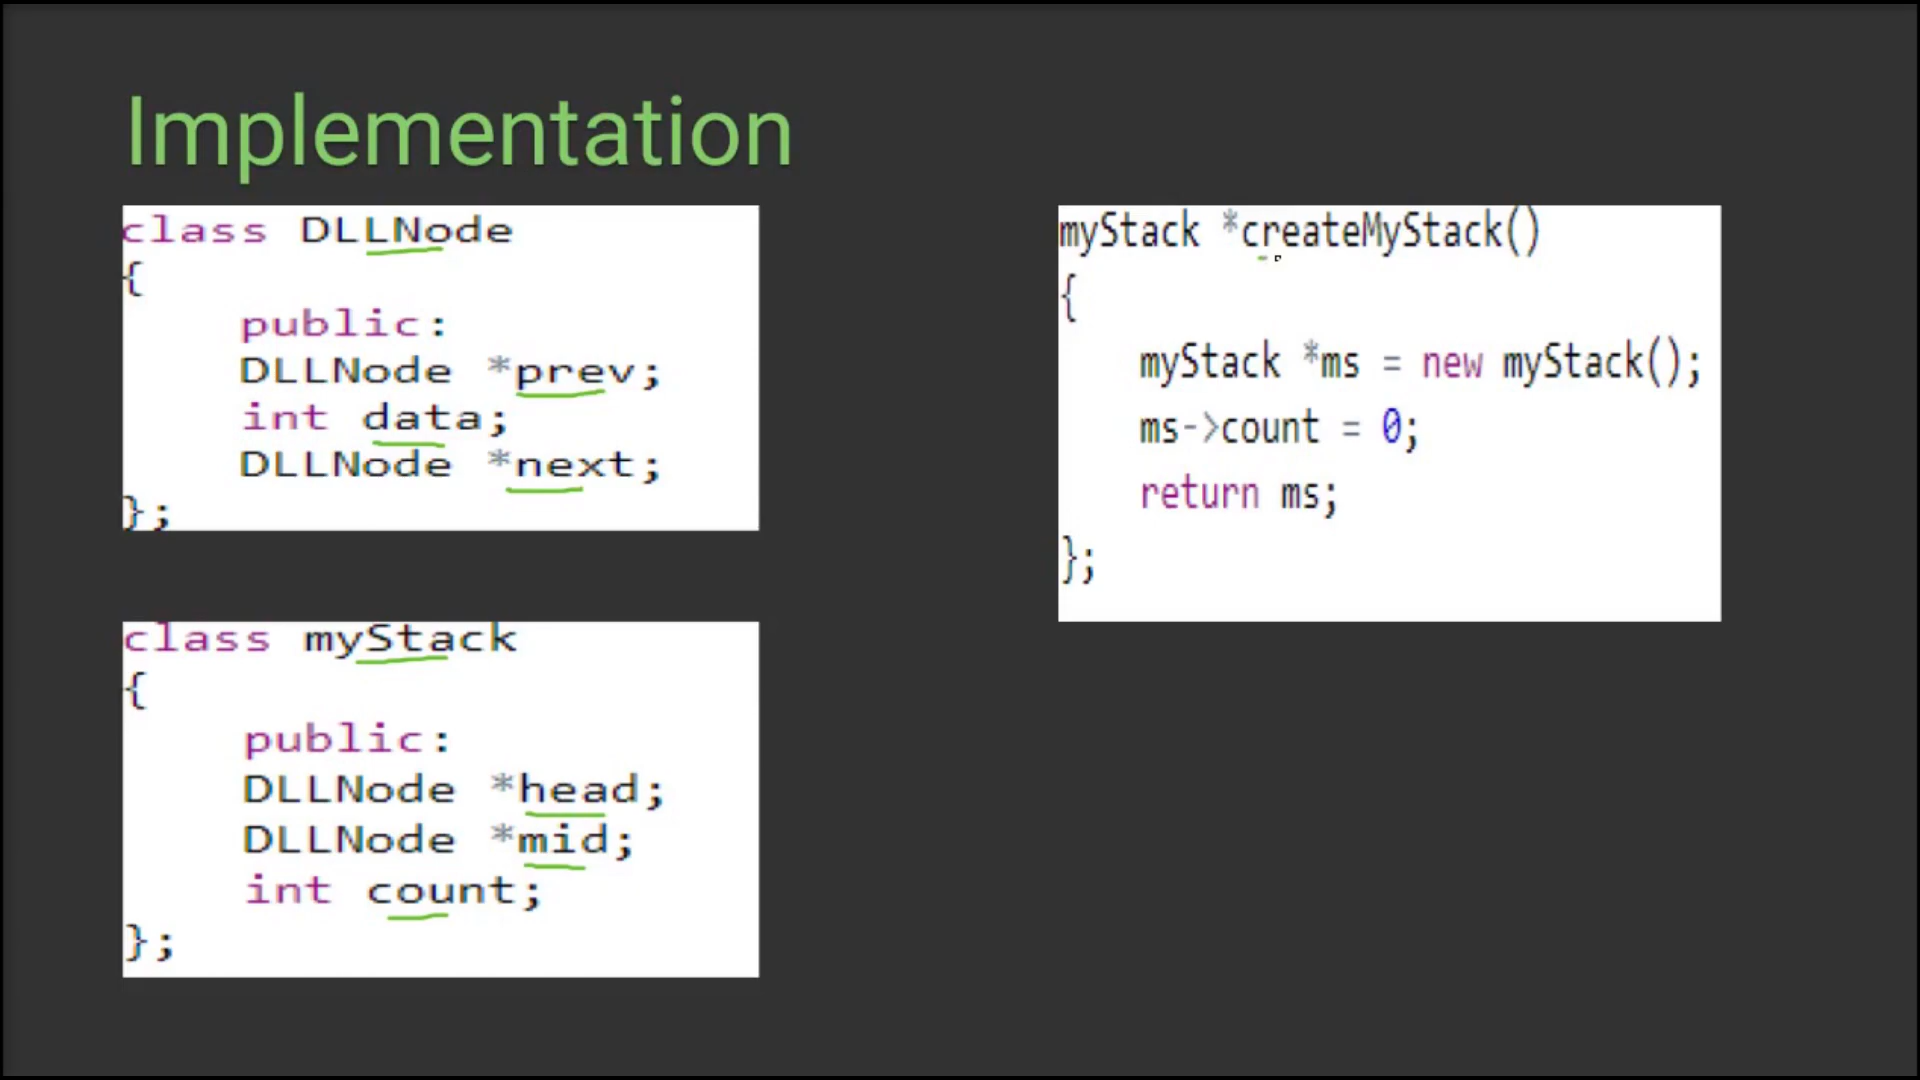 Implementation
class DLLNode
{
public:
DLLNode *prev;
int data;
DLLNode *next;
};
class myStack
{
public:
DLLNode *head;
DLLNode *mid;
int count;
};
myStack *createMyStack()
{
myStack *ms = new myStack();
ms->count = 0;
return ms;
};